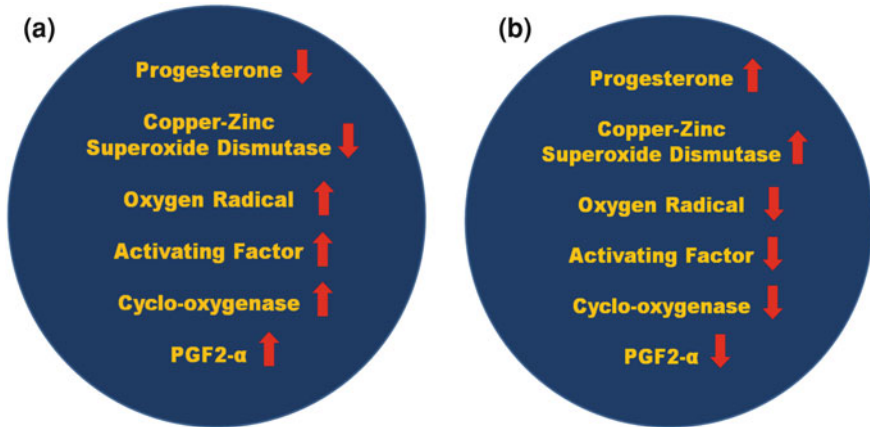 (a)
Progesterone
Copper-Zinc
Superoxide Dismutase
Oxygen Radical
Activating Factor
Cyclo-oxygenase
PGF2-α
(b)
Progesterone
Copper-Zinc
Superoxide Dismutase
Oxygen Radical
Activating Factor
Cyclo-oxygenase
PGF2-α